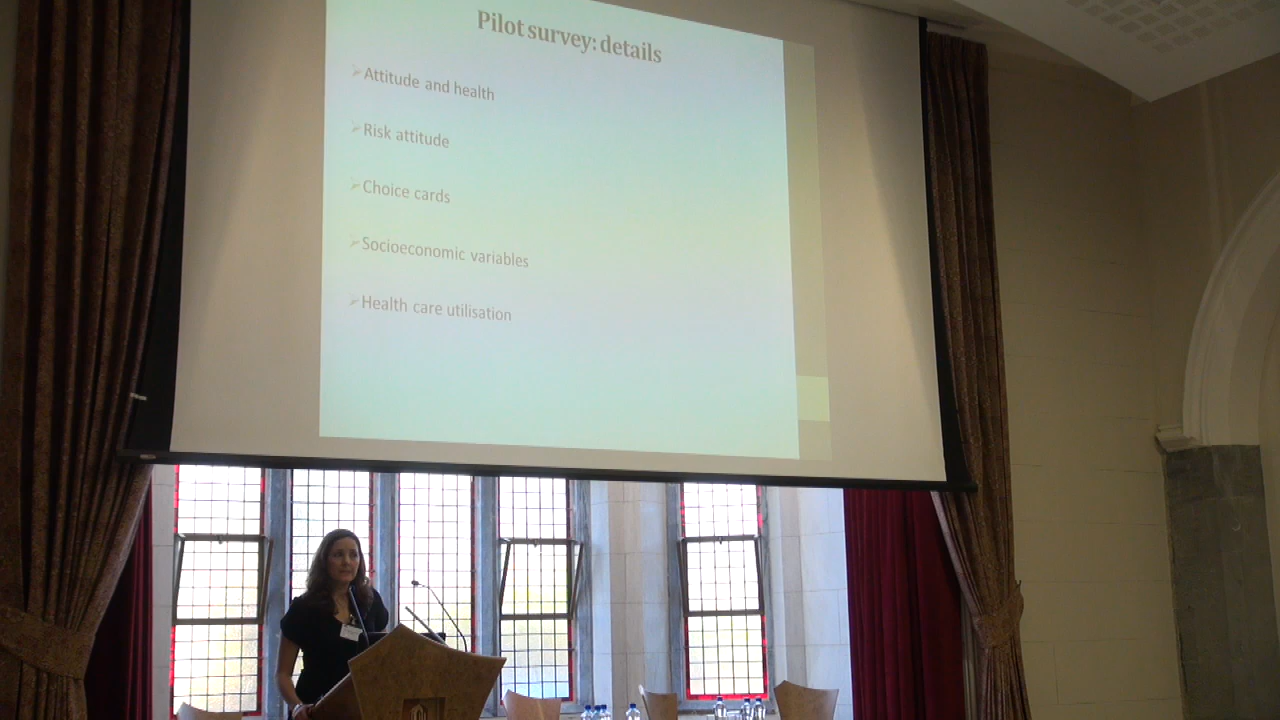 Pilot survey: details
Attitude and health
Risk attitude
Choice cards
Socioeconomic variables
Health care utilisation